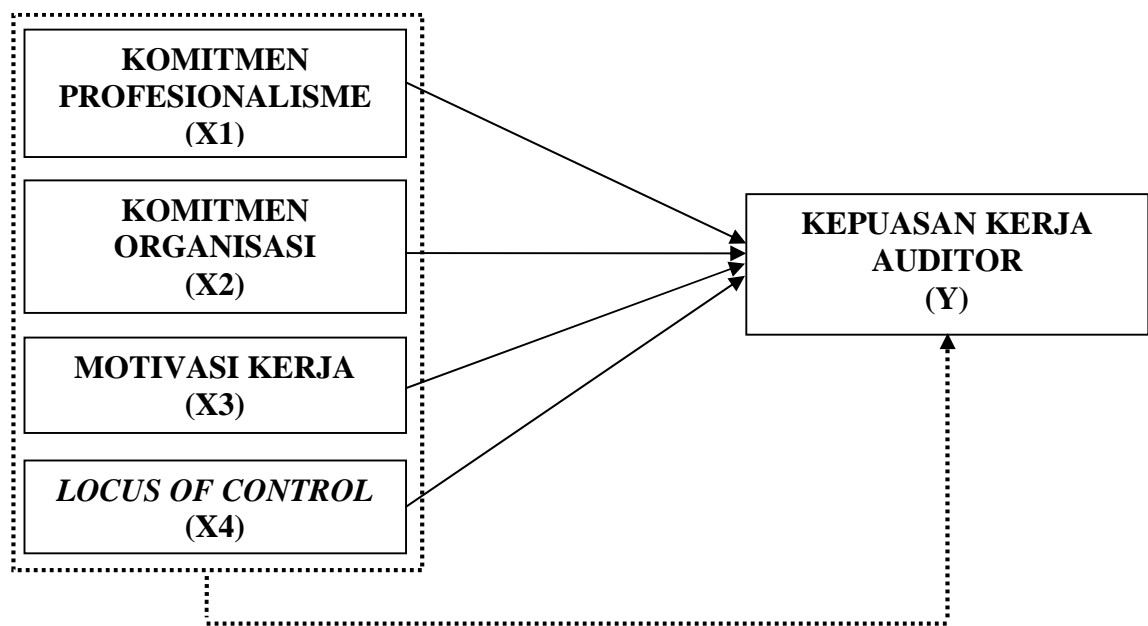 KOMITMEN
PROFESIONALISME
(X1)
KOMITMEN
ORGANISASI
(X2)
MOTIVASI KERJA
(X3)
LOCUS OF CONTROL
(X4)
KEPUASAN KERJA
AUDITOR
(Y)